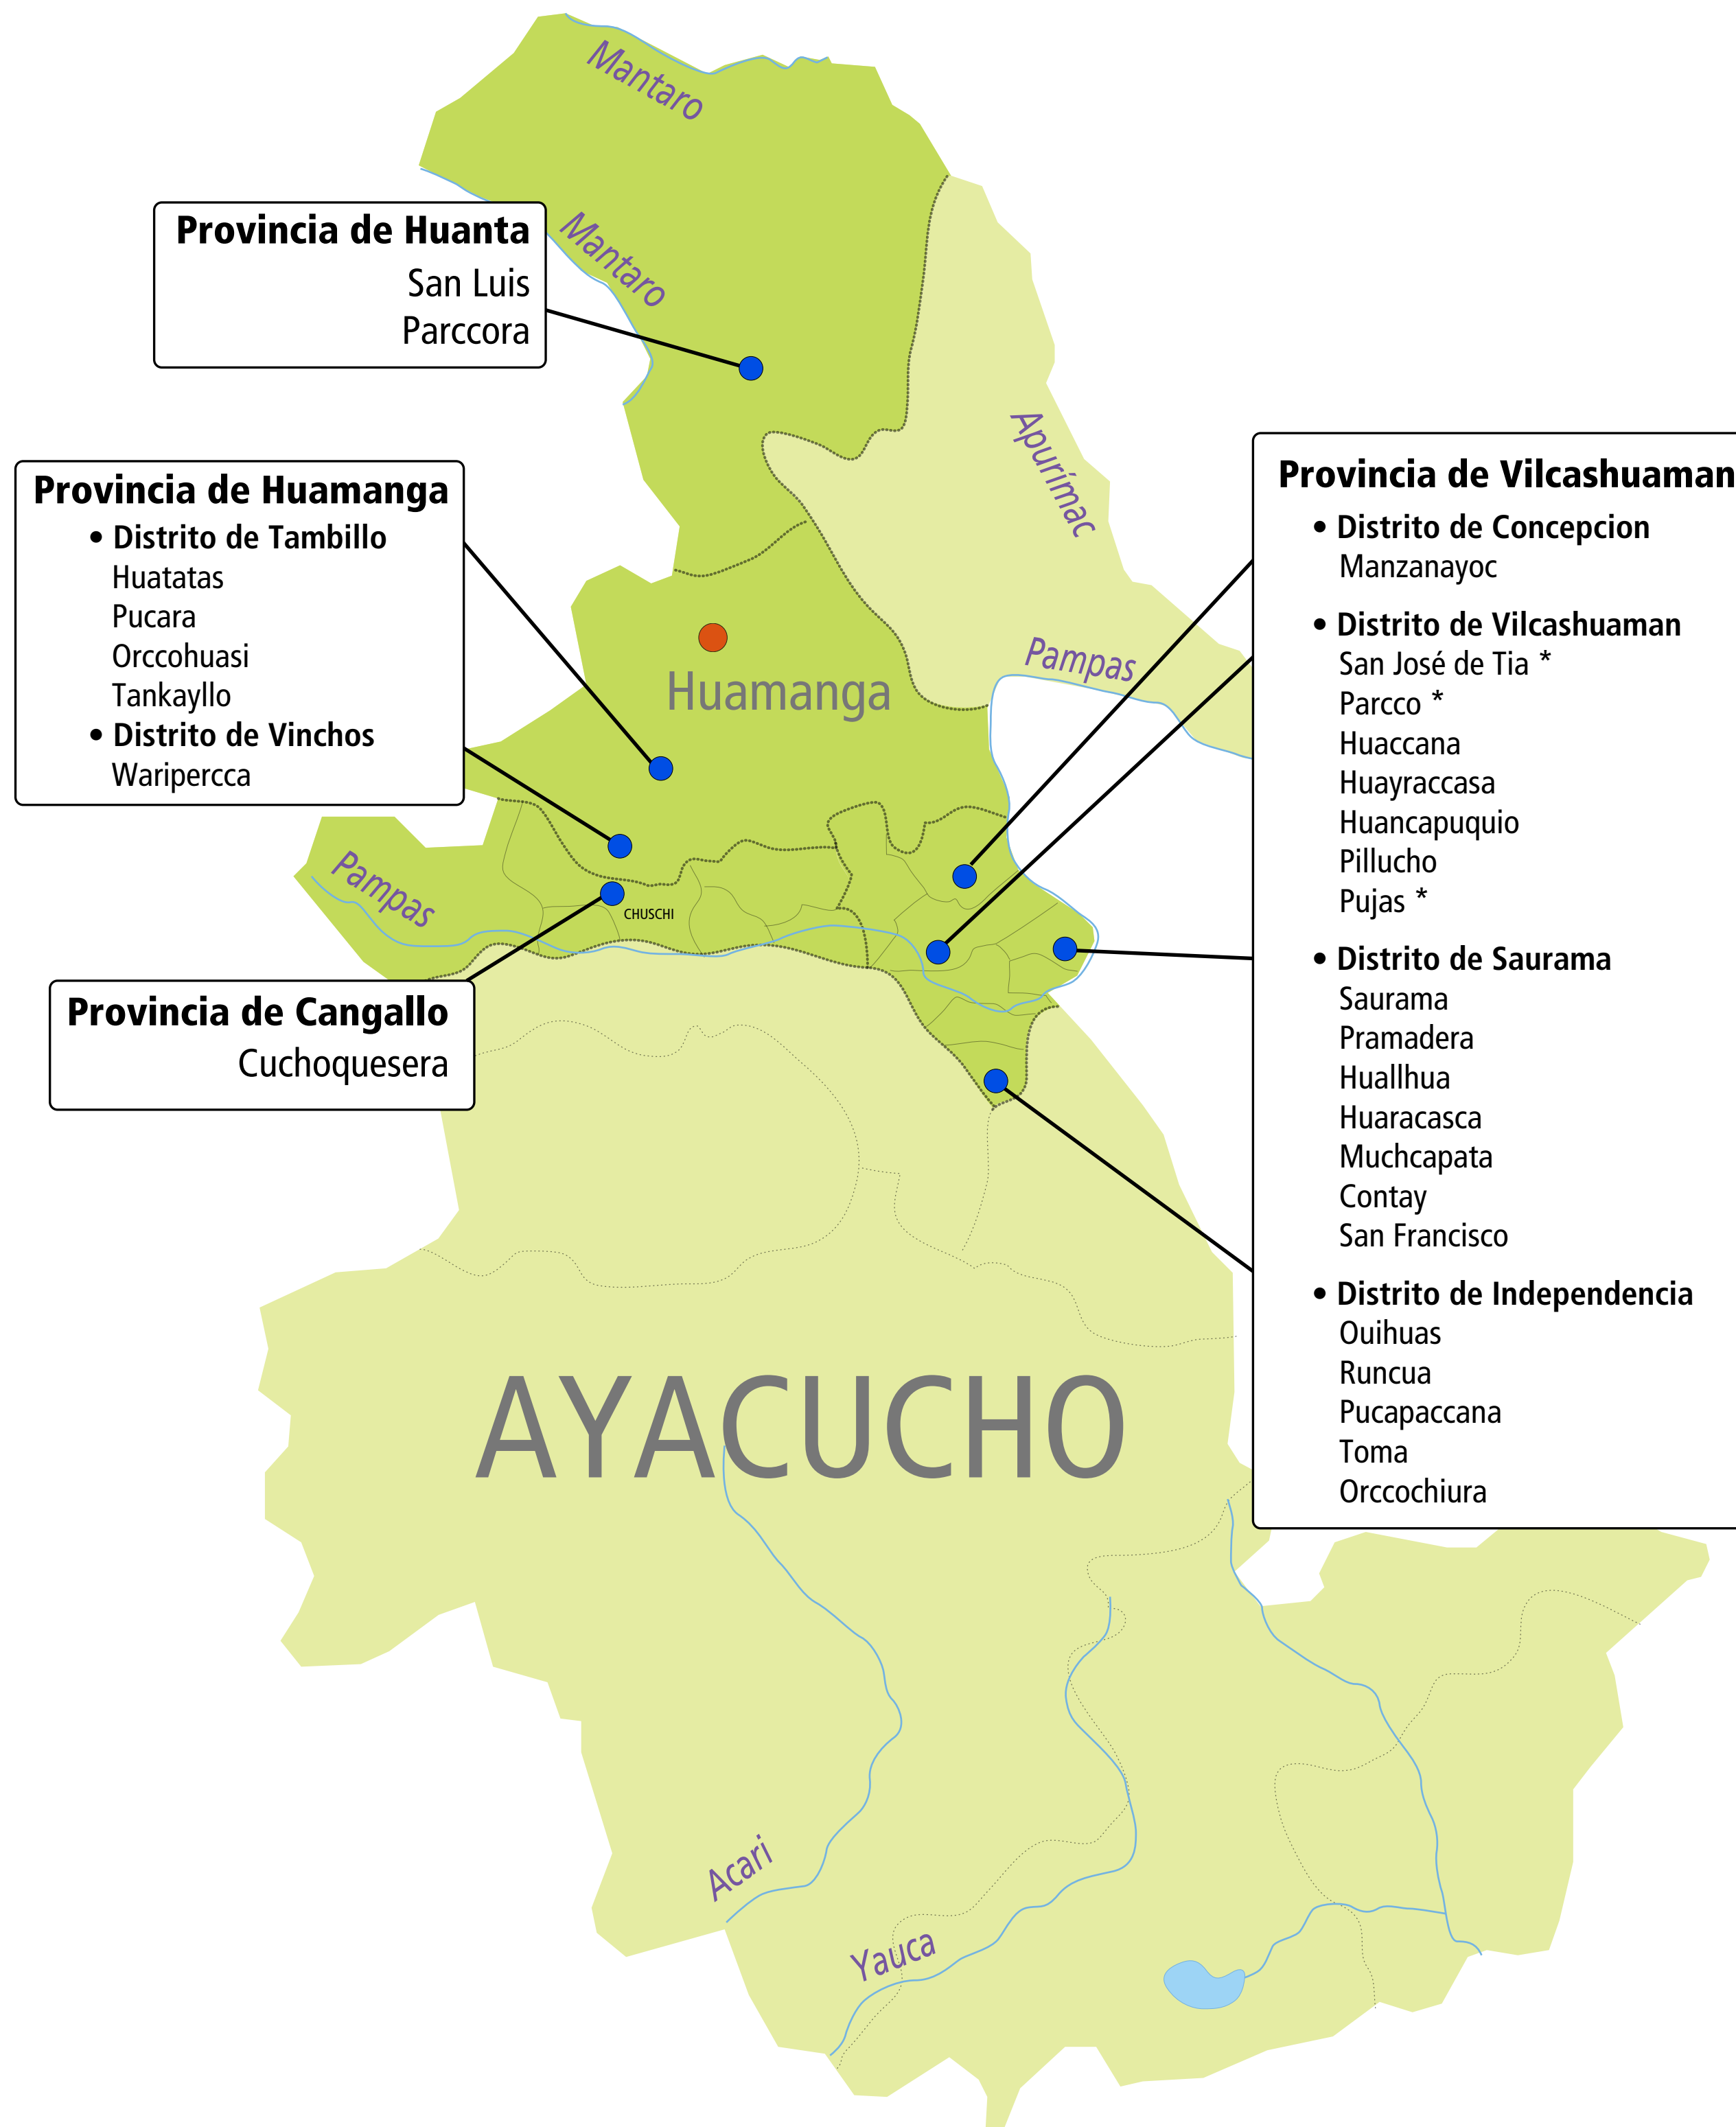 Mantaro
Provincia de Huanta
San Luis
Parccora
Mantaro
Apurímac
Provincia de Huamanga
• Distrito de Tambillo
Huatatas
Pucara
Orccohuasi
Tankayllo
• Distrito de Vinchos
Waripercca
Huamanga
Pampas
Pampas
CHUSCHI
Provincia de Cangallo
Cuchoquesera
Provincia de Vilcashuaman
• Distrito de Concepcion
Manzanayoc
• Distrito de Vilcashuaman
San José de Tia *
Parcco *
Huaccana
Huayraccasa
Huancapuquio
Pillucho
Pujas *
• Distrito de Saurama
Saurama
Pramadera
Huallhua
Huaracasca
Muchcapata
Contay
San Francisco
• Distrito de Independencia
Ouihuas
Runcua
Pucapaccana
Toma
Orccochiura
AYACUCHO
Acari
Yauca